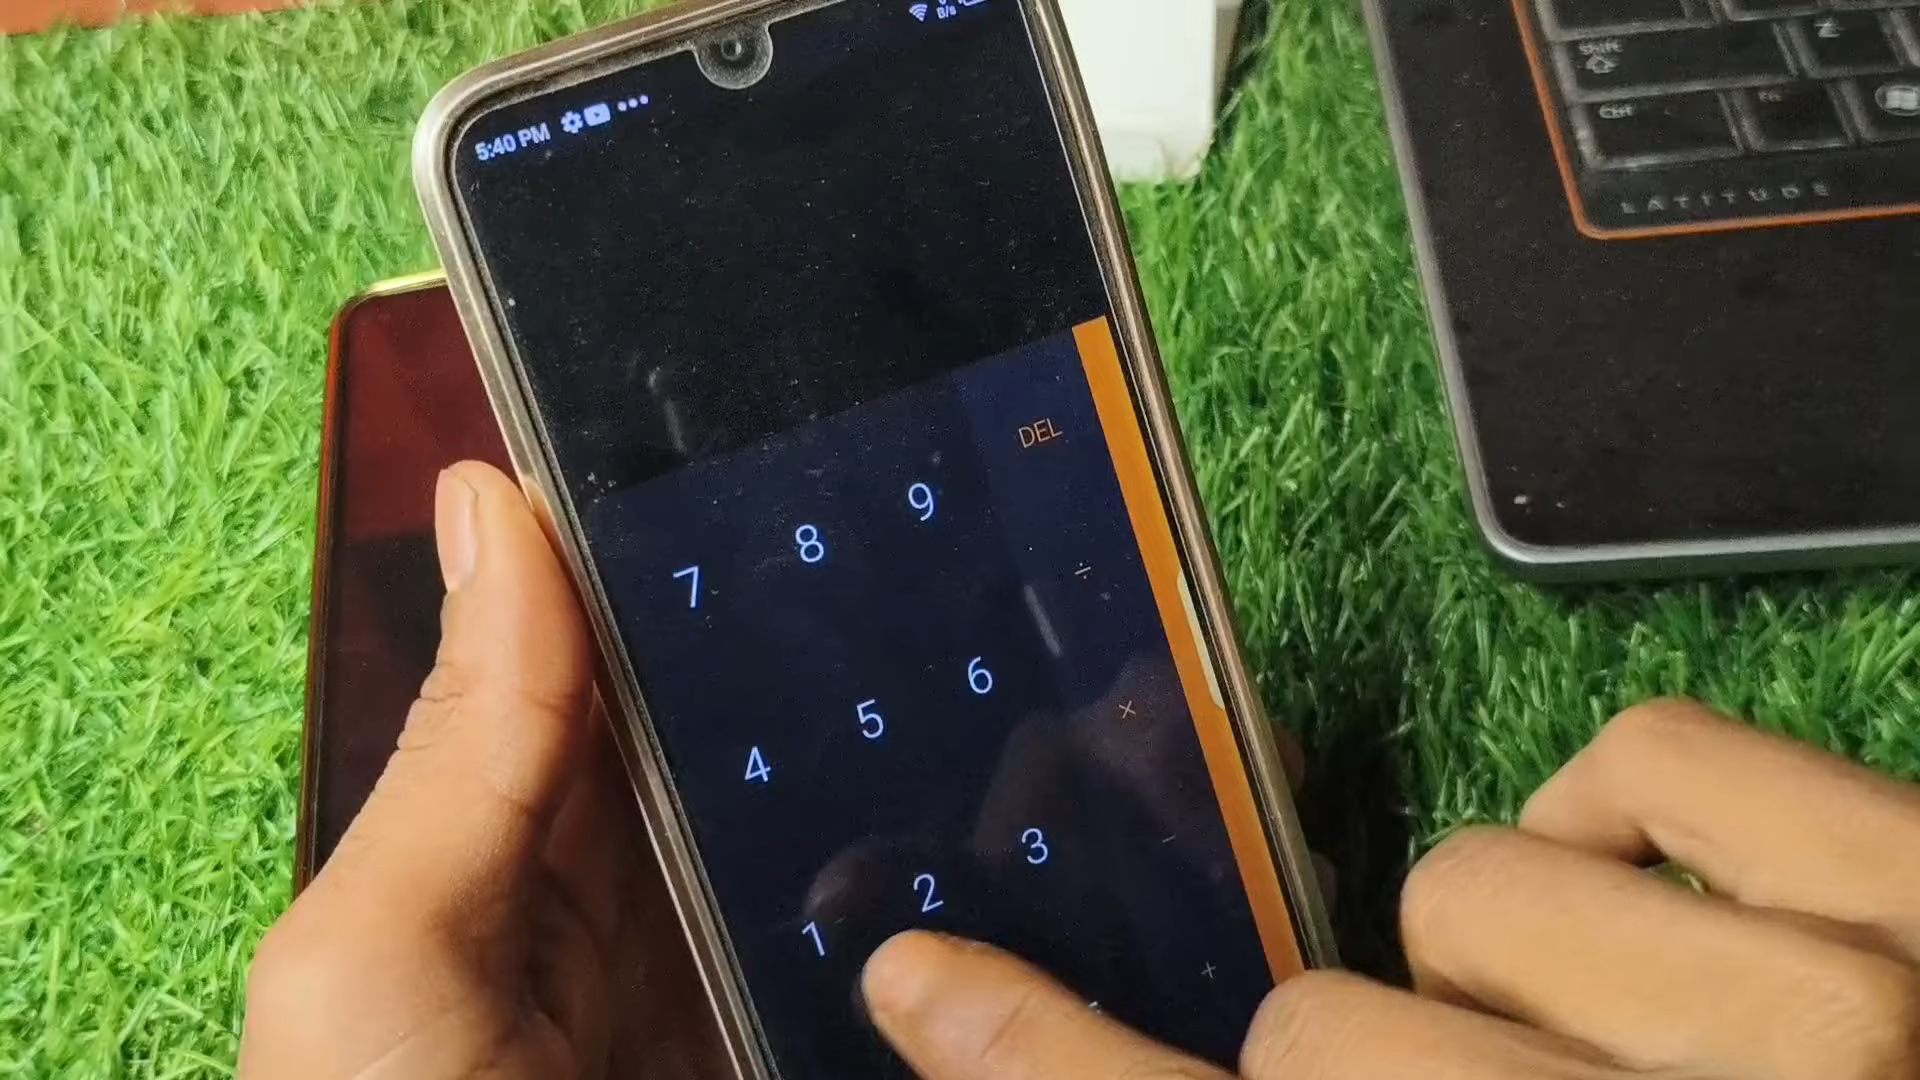 B/s
5:40 PM
DEL
7 8 9 ÷
4 5 6 ×
1 2 3 −
+
Shift
Z
Ctrl
Fn
LATITUDE